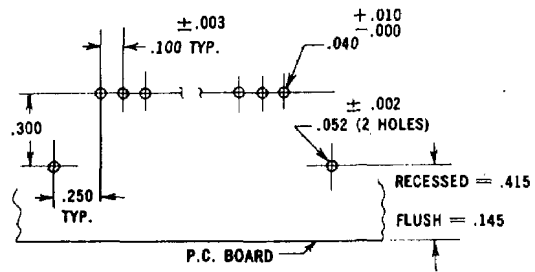 ±.003
.100 TYP.
+.010
-.000
.040
.300
± .002
.052 (2 HOLES)
.250
TYP.
RECESSED = .415
FLUSH = .145
P.C. BOARD